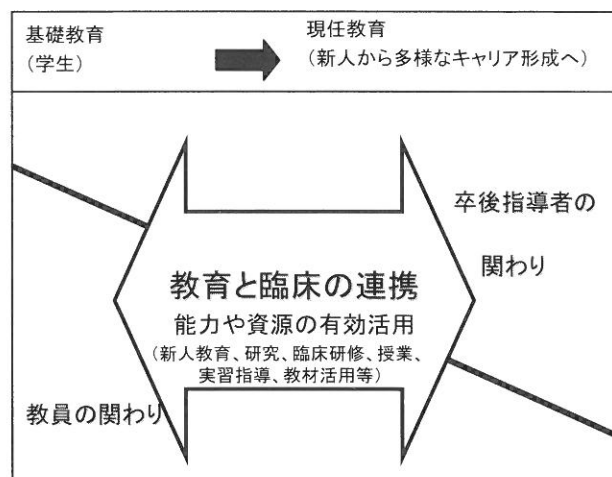 基礎教育
(学生)
現任教育
(新人から多様なキャリア形成へ)
卒後指導者の
関わり
教育と臨床の連携
能力や資源の有効活用
(新人教育、研究、臨床研修、授業、
実習指導、教材活用等)
教員の関わり